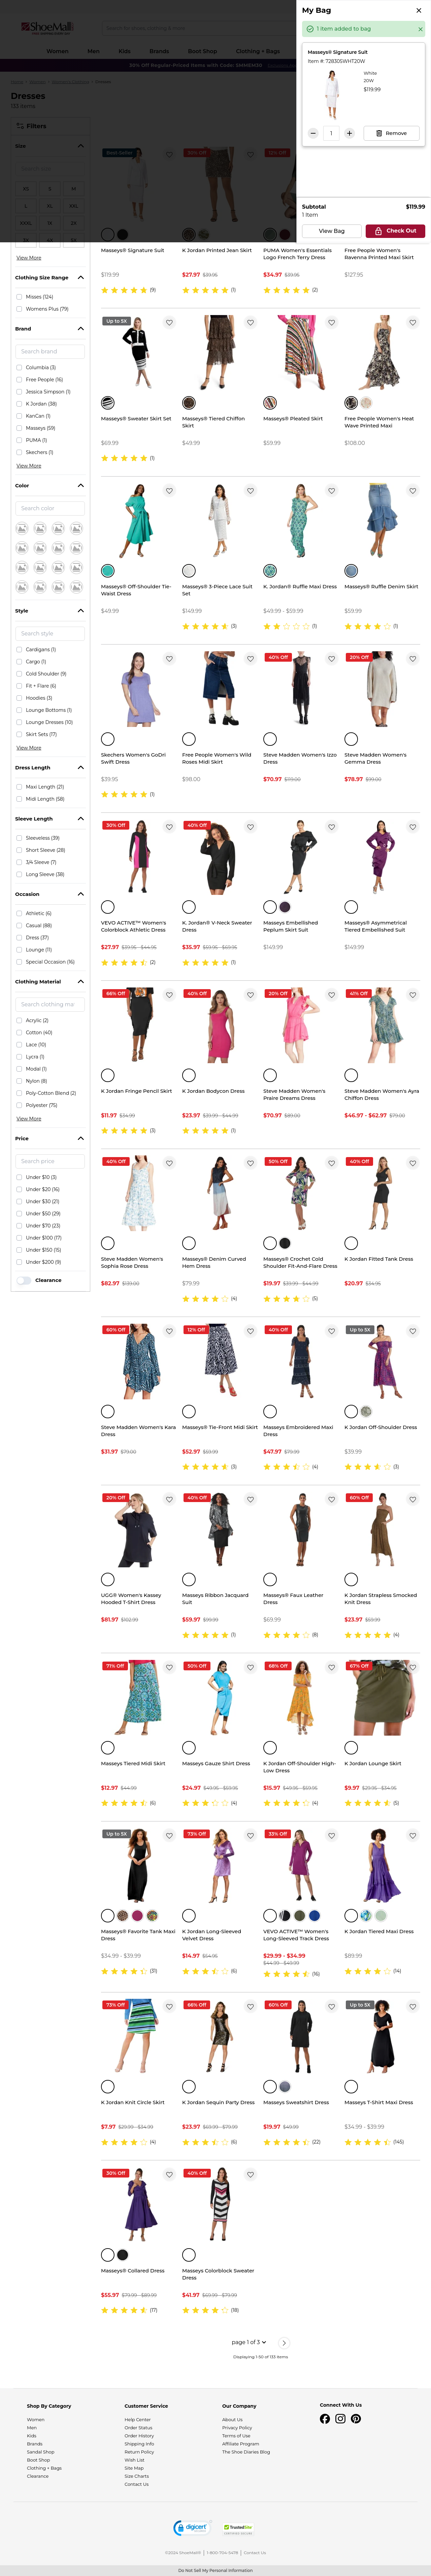 My Bag
1 item added to bag
Masseys® Signature Suit
Item #: 728305WHT20W
White
20W
$119.99
1
Remove
Subtotal
$119.99
1 Item
View Bag
Check Out
ShoeMall
Women
Men
Kids
Brands
Boot Shop
Clothing + Bags
Dresses
133 items
Filters
Size
View More
Clothing Size Range
Misses (124)
Womens Plus (79)
Brand
Search brand
Columbia (3)
Free People (16)
Jessica Simpson (1)
K Jordan (38)
KanCan (1)
Masseys (59)
PUMA (1)
Skechers (1)
View More
Color
Search color
Style
Search style
Cardigans (1)
Cargo (1)
Cold Shoulder (9)
Fit + Flare (6)
Hoodies (3)
Lounge Bottoms (1)
Lounge Dresses (10)
Skirt Sets (17)
View More
Dress Length
Maxi Length (21)
Midi Length (58)
Sleeve Length
Sleeveless (39)
Short Sleeve (28)
3/4 Sleeve (7)
Long Sleeve (38)
Occasion
Athletic (6)
Casual (88)
Dress (37)
Lounge (11)
Special Occasion (16)
Clothing Material
Search clothing ma
Acrylic (2)
Cotton (40)
Lace (10)
Lycra (1)
Modal (1)
Nylon (8)
Poly-Cotton Blend (2)
Polyester (75)
View More
Price
Search price
Under $10 (3)
Under $20 (16)
Under $30 (21)
Under $50 (29)
Under $70 (23)
Under $100 (17)
Under $150 (15)
Under $200 (9)
Clearance
Masseys® Signature Suit
$119.99
(9)
K Jordan Printed Jean Skirt
$27.97 $39.95
(1)
PUMA Women's Essentials
Logo French Terry Dress
$34.97 $39.95
(2)
Free People Women's
Ravenna Printed Maxi Skirt
$127.95
Up to 5X
Masseys® Sweater Skirt Set
$69.99
(1)
Masseys® Tiered Chiffon
Skirt
$49.99
Masseys® Pleated Skirt
$59.99
Free People Women's Heat
Wave Printed Maxi
$108.00
Masseys® Off-Shoulder Tie-
Waist Dress
$49.99
Masseys® 3-Piece Lace Suit
Set
$149.99
(3)
K. Jordan® Ruffle Maxi Dress
$49.99 - $59.99
(1)
Masseys® Ruffle Denim Skirt
$59.99
(1)
Skechers Women's GoDri
Swift Dress
$39.95
(1)
Free People Women's Wild
Roses Midi Skirt
$98.00
40% Off
Steve Madden Women's Izzo
Dress
$70.97 $119.00
20% Off
Steve Madden Women's
Gemma Dress
$78.97 $99.00
30% Off
VEVO ACTIVE™ Women's
Colorblock Athletic Dress
$27.97 $39.95 - $44.95
(2)
40% Off
K. Jordan® V-Neck Sweater
Dress
$35.97 $59.95 - $69.95
(1)
Masseys Embellished
Peplum Skirt Suit
$149.99
Masseys® Asymmetrical
Tiered Embellished Suit
$149.99
66% Off
K Jordan Fringe Pencil Skirt
$11.97 $34.99
(3)
40% Off
K Jordan Bodycon Dress
$23.97 $39.99 - $44.99
(1)
20% Off
Steve Madden Women's
Praire Dreams Dress
$70.97 $89.00
41% Off
Steve Madden Women's Ayra
Chiffon Dress
$46.97 - $62.97 $79.00
40% Off
Steve Madden Women's
Sophia Rose Dress
$82.97 $139.00
Masseys® Denim Curved
Hem Dress
$79.99
(4)
50% Off
Masseys® Crochet Cold
Shoulder Fit-And-Flare Dress
$19.97 $39.99 - $44.99
(5)
40% Off
K Jordan Fitted Tank Dress
$20.97 $34.95
60% Off
Steve Madden Women's Kara
Dress
$31.97 $79.00
12% Off
Masseys® Tie-Front Midi Skirt
$52.97 $59.99
(3)
40% Off
Masseys Embroidered Maxi
Dress
$47.97 $79.99
(4)
Up to 5X
K Jordan Off-Shoulder Dress
$39.99
(3)
20% Off
UGG® Women's Kassey
Hooded T-Shirt Dress
$81.97 $102.99
40% Off
Masseys Ribbon Jacquard
Suit
$59.97 $99.99
(1)
Masseys® Faux Leather
Dress
$69.99
(8)
60% Off
K Jordan Strapless Smocked
Knit Dress
$23.97 $59.99
(4)
71% Off
Masseys Tiered Midi Skirt
$12.97 $44.99
(6)
50% Off
Masseys Gauze Shirt Dress
$24.97 $49.95 - $59.95
(4)
68% Off
K Jordan Off-Shoulder High-
Low Dress
$15.97 $49.95 - $59.95
(4)
67% Off
K Jordan Lounge Skirt
$9.97 $29.95 - $34.95
(5)
Up to 5X
Masseys® Favorite Tank Maxi
Dress
$34.99 - $39.99
(31)
73% Off
K Jordan Long-Sleeved
Velvet Dress
$14.97 $54.95
(6)
33% Off
VEVO ACTIVE™ Women's
Long-Sleeved Track Dress
$29.99 - $34.99
$44.99 - $49.99
(16)
K Jordan Tiered Maxi Dress
$89.99
(14)
73% Off
K Jordan Knit Circle Skirt
$7.97 $29.99 - $34.99
(4)
66% Off
K Jordan Sequin Party Dress
$23.97 $69.99 - $79.99
(6)
60% Off
Masseys Sweatshirt Dress
$19.97 $49.99
(22)
Up to 5X
Masseys T-Shirt Maxi Dress
$34.99 - $39.99
(145)
30% Off
Masseys® Collared Dress
$55.97 $79.99 - $89.99
(17)
40% Off
Masseys Colorblock Sweater
Dress
$41.97 $69.99 - $79.99
(18)
page 1 of 3
Displaying 1-50 of 133 items
Shop By Category
Women
Men
Kids
Brands
Sandal Shop
Boot Shop
Clothing + Bags
Clearance
Customer Service
Help Center
Order Status
Order History
Shipping Info
Return Policy
Wish List
Site Map
Size Charts
Contact Us
Our Company
About Us
Privacy Policy
Terms of Use
Affiliate Program
The Shoe Diaries Blog
Connect With Us
digicert
TrustedSite
CERTIFIED SECURE
©2024 ShoeMall® | 1-800-704-5478 | Contact Us
Do Not Sell My Personal Information